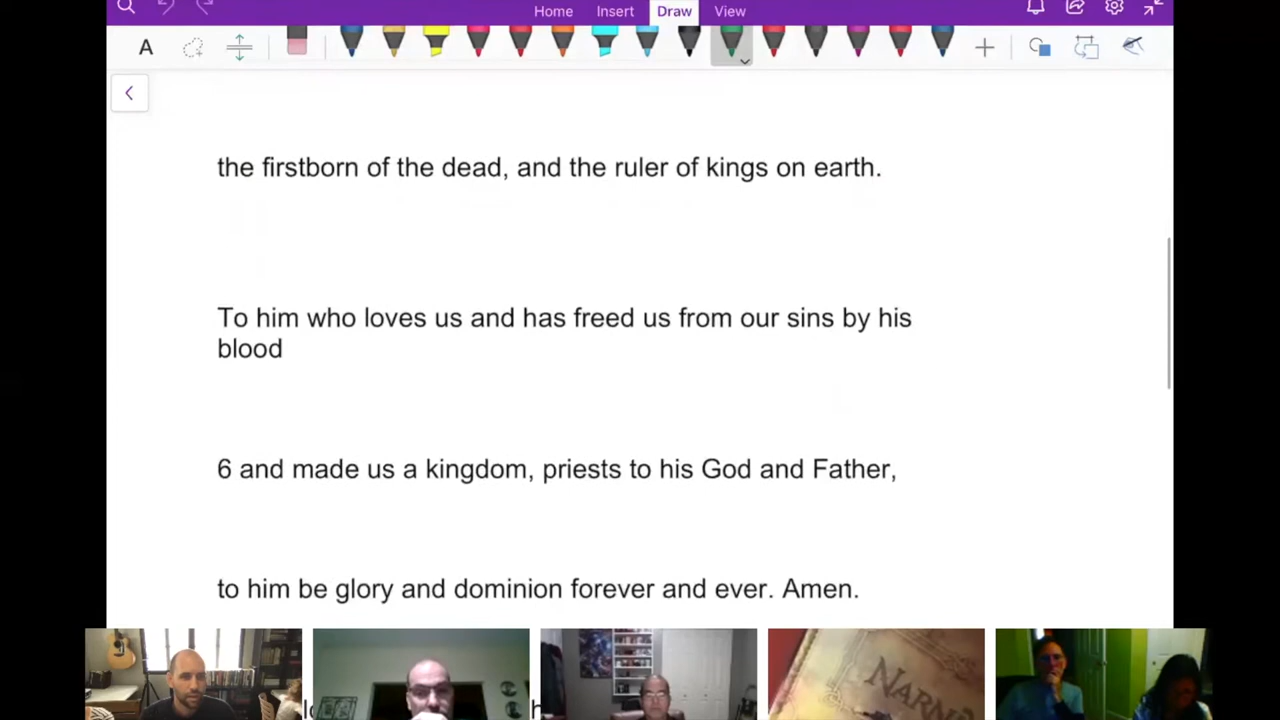 Home Insert Draw View
A
the firstborn of the dead, and the ruler of kings on earth.
To him who loves us and has freed us from our sins by his
blood
6 and made us a kingdom, priests to his God and Father,
to him be glory and dominion forever and ever. Amen.